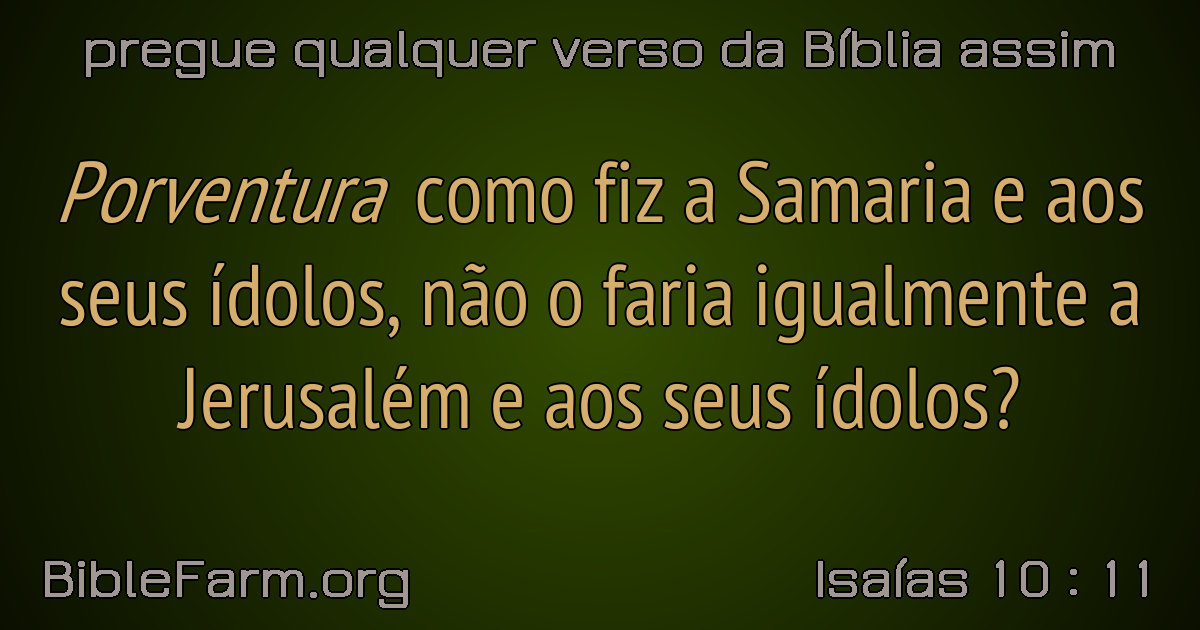 pregue qualquer verso da Bíblia assim
Porventura como fiz a Samaria e aos
seus ídolos, não o faria igualmente a
Jerusalém e aos seus ídolos?
BibleFarm.org
Isaías 10 : 11